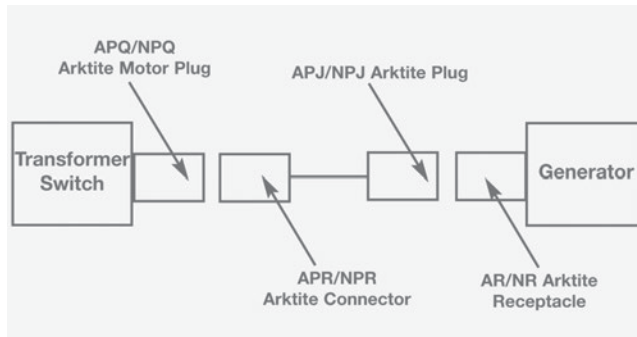 APQ/NPQ
Arktite Motor Plug
APJ/NPJ Arktite Plug
Transformer
Switch
Generator
APR/NPR
Arktite Connector
AR/NR Arktite
Receptacle